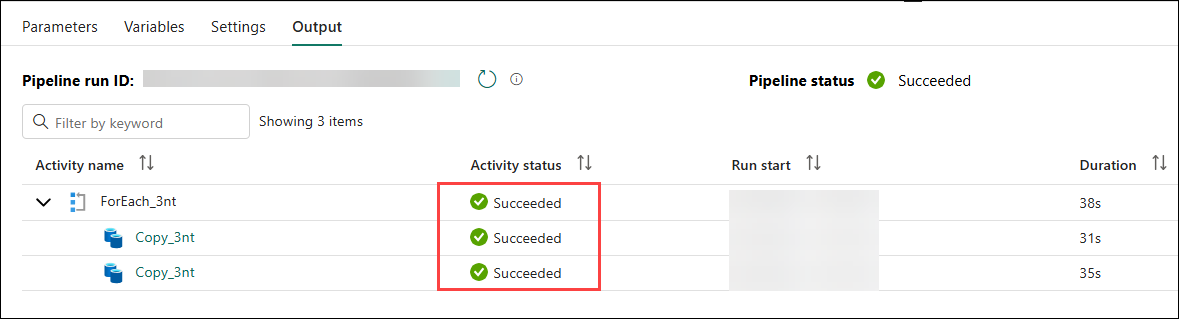 Parameters Variables Settings Output
Pipeline run ID: Pipeline status Succeeded
Filter by keyword Showing 3 items
Activity name Activity status Run start Duration
ForEach_3nt Succeeded 38s
Copy_3nt Succeeded 31s
Copy_3nt Succeeded 35s